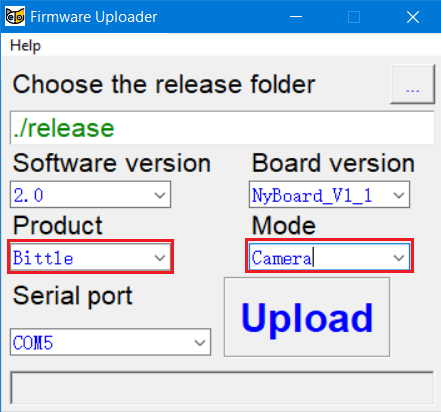 Firmware Uploader
Help
Choose the release folder
...
./release
Software version Board version
2.0 NyBoard_V1_1
Product Mode
Bittle Camera
Serial port
Upload
COM5